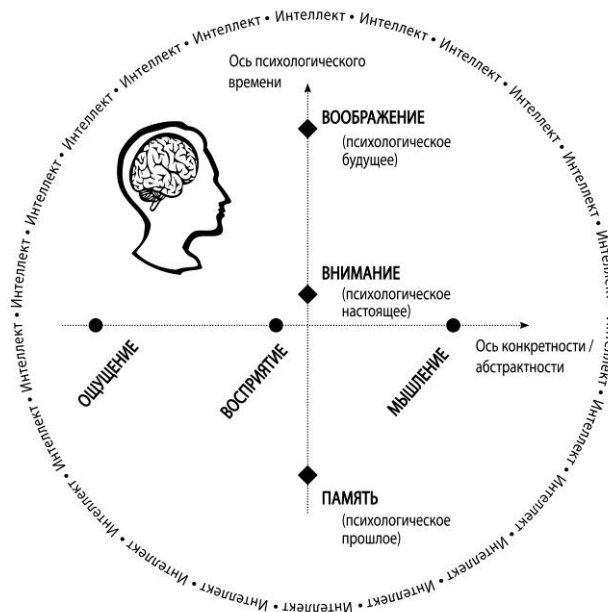 Интеллект • Интеллект • Интеллект • Интеллект • Интеллект • Интеллект • Интеллект • Интеллект • Интеллект • Интеллект • Интеллект • Интеллект • Интеллект • Интеллект • Интеллект • Интеллект • Интеллект • Интеллект • Интеллект • Интеллект • Интеллект • Интеллект • Интеллект • Интеллект •
Ось психологического
времени
ВООБРАЖЕНИЕ
(психологическое
будущее)
ВНИМАНИЕ
(психологическое
настоящее)
ОЩУЩЕНИЕ
ВОСПРИЯТИЕ
МЫШЛЕНИЕ
Ось конкретности /
абстрактности
ПАМЯТЬ
(психологическое
прошлое)